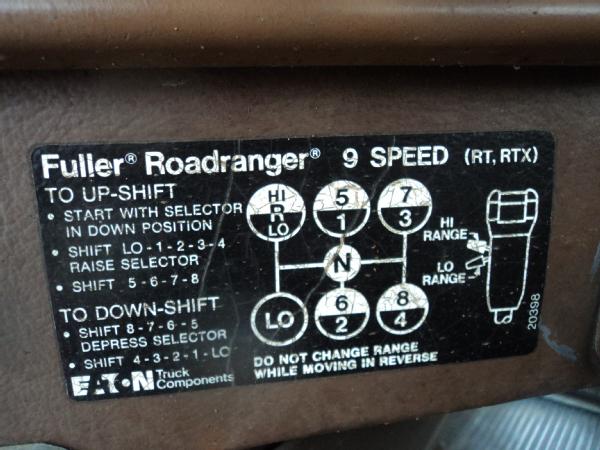 Fuller® Roadranger® 9 SPEED (RT, RTX)
TO UP-SHIFT
• START WITH SELECTOR
IN DOWN POSITION
• SHIFT LO-1-2-3-4
RAISE SELECTOR
• SHIFT 5-6-7-8
TO DOWN-SHIFT
• SHIFT 8-7-6-5
DEPRESS SELECTOR
• SHIFT 4-3-2-1-LO
EATON Truck
Components
HI
R
LO
5
1
7
3
N
LO
6
2
8
4
DO NOT CHANGE RANGE
WHILE MOVING IN REVERSE
HI
RANGE
LO
RANGE
20398